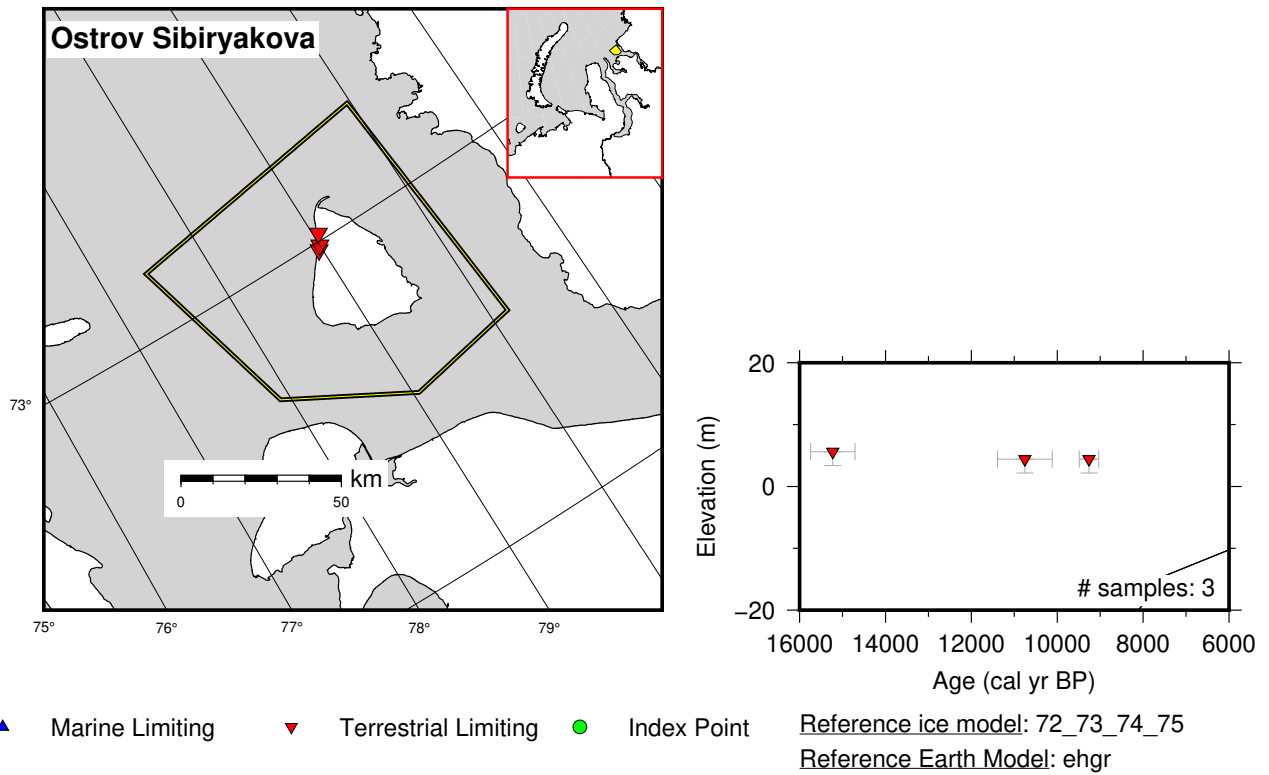 Ostrov Sibiryakova
73°
km
0 50
75° 76° 77° 78° 79°
20
0
−20
Elevation (m)
# samples: 3
16000 14000 12000 10000 8000 6000
Age (cal yr BP)
Marine Limiting Terrestrial Limiting Index Point
Reference ice model: 72_73_74_75
Reference Earth Model: ehgr